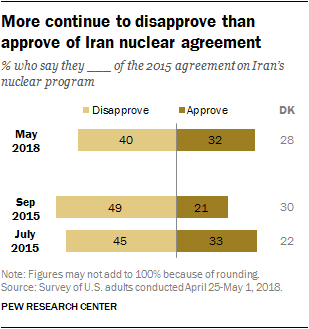 More continue to disapprove than
approve of Iran nuclear agreement
% who say they ___ of the 2015 agreement on Iran's
nuclear program
Disapprove Approve DK
May
2018 40 32 28
Sep
2015 49 21 30
July
2015 45 33 22
Note: Figures may not add to 100% because of rounding.
Source: Survey of U.S. adults conducted April 25-May 1, 2018.
PEW RESEARCH CENTER